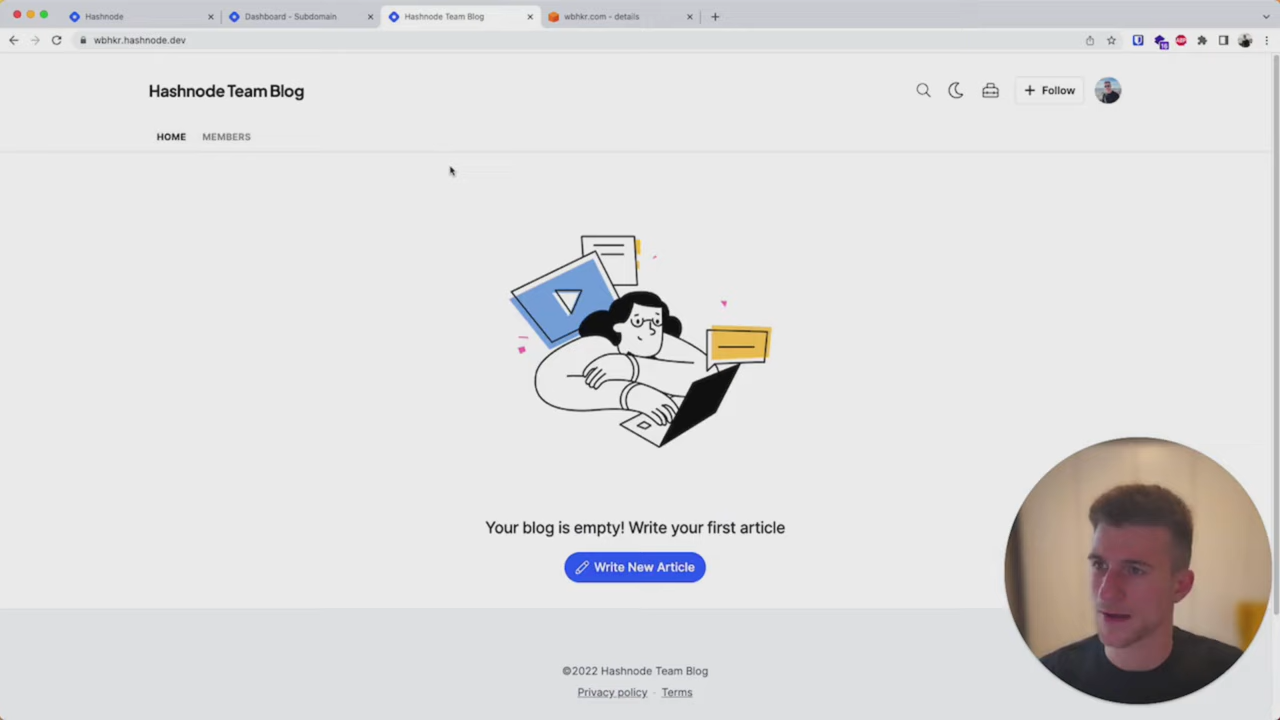 Hashnode
Dashboard - Subdomain
Hashnode Team Blog
wbhkr.com - details
wbhkr.hashnode.dev
Hashnode Team Blog
Follow
HOME
MEMBERS
Your blog is empty! Write your first article
Write New Article
©2022 Hashnode Team Blog
Privacy policy · Terms